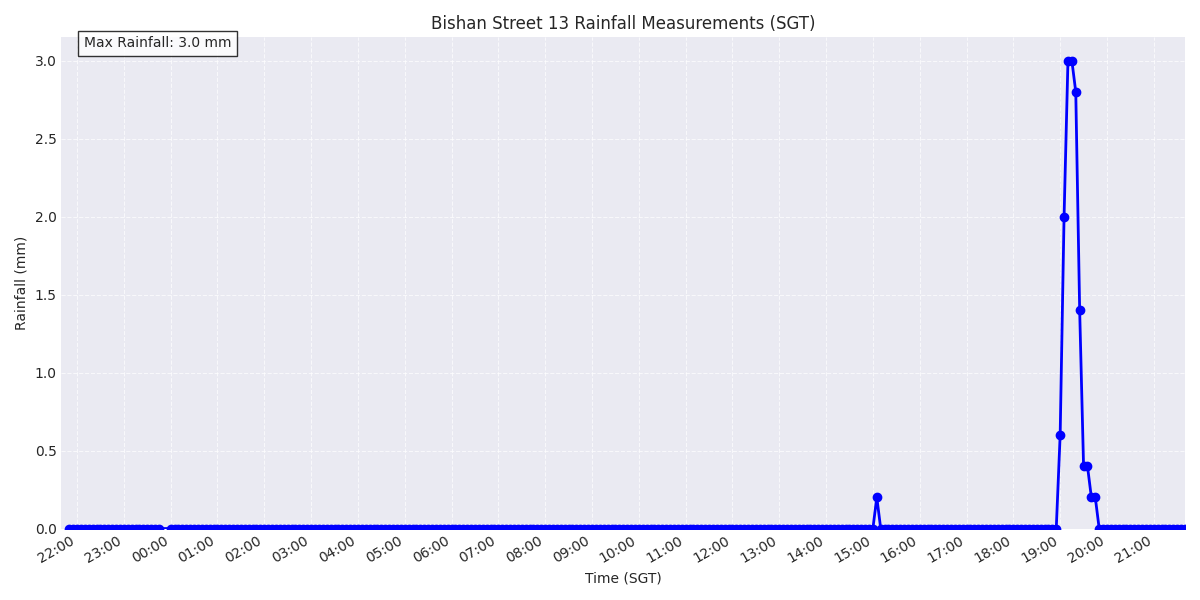 Bishan Street 13 Rainfall Measurements (SGT)
Max Rainfall: 3.0 mm
3.0
2.5
2.0
1.5
1.0
0.5
0.0
Rainfall (mm)
22:00 23:00 00:00 01:00 02:00 03:00 04:00 05:00 06:00 07:00 08:00 09:00 10:00 11:00 12:00 13:00 14:00 15:00 16:00 17:00 18:00 19:00 20:00 21:00
Time (SGT)